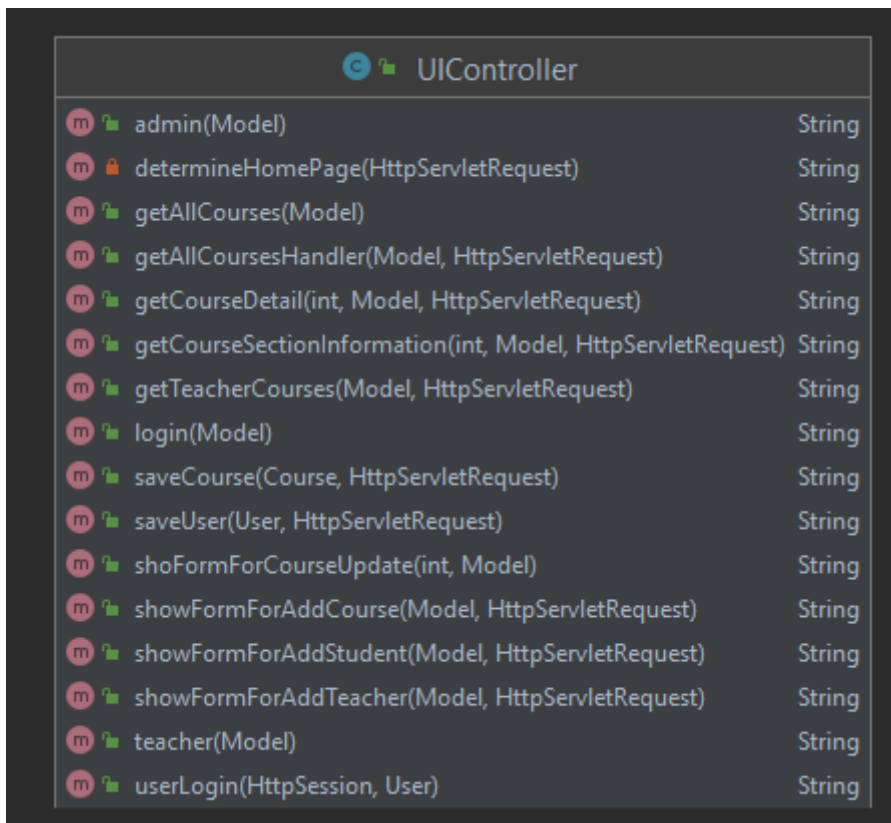 UIController
admin(Model) String
determineHomePage(HttpServletRequest) String
getAllCourses(Model) String
getAllCoursesHandler(Model, HttpServletRequest) String
getCourseDetail(int, Model, HttpServletRequest) String
getCourseSectionInformation(int, Model, HttpServletRequest) String
getTeacherCourses(Model, HttpServletRequest) String
login(Model) String
saveCourse(Course, HttpServletRequest) String
saveUser(User, HttpServletRequest) String
shoFormForCourseUpdate(int, Model) String
showFormForAddCourse(Model, HttpServletRequest) String
showFormForAddStudent(Model, HttpServletRequest) String
showFormForAddTeacher(Model, HttpServletRequest) String
teacher(Model) String
userLogin(HttpSession, User) String